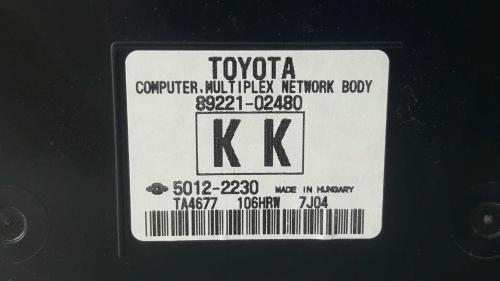 TOYOTA
COMPUTER,MULTIPLEX NETWORK BODY
89221-02480
K K
5012-2230 MADE IN HUNGARY
TA4677 106HRW 7J04